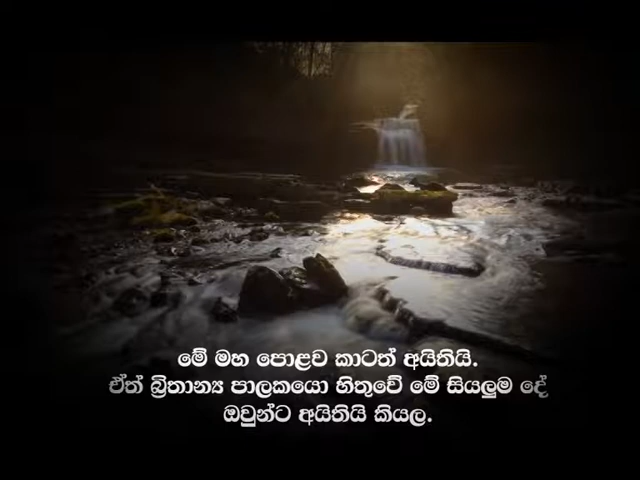 මේ මහ පොළව කාටත් අයිතියි.
ඒත් බ්‍රිතාන්‍ය පාලකයො හිතුවේ මේ සියලුම දේ
ඔවුන්ට අයිතියි කියල.